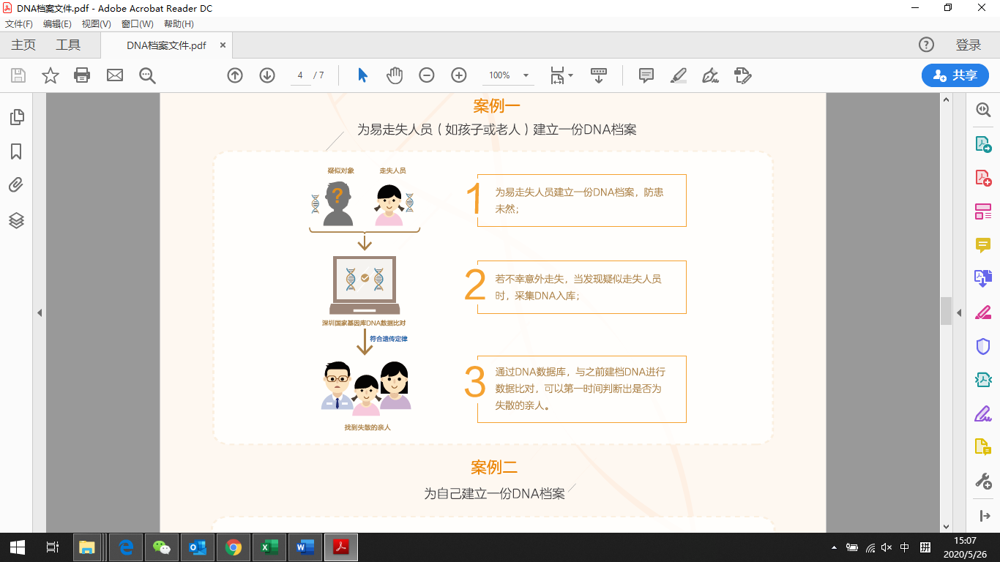 DNA档案文件.pdf - Adobe Acrobat Reader DC
文件(F) 编辑(E) 视图(V) 窗口(W) 帮助(H)
主页 工具 DNA档案文件.pdf × ? 登录
4 / 7 100% 共享
案例一
为易走失人员（如孩子或老人）建立一份DNA档案
疑似对象 走失人员
?
深圳国家基因库DNA数据比对
符合遗传定律
找到失散的亲人
1
为易走失人员建立一份DNA档案，防患
未然；
2
若不幸意外走失，当发现疑似走失人员
时，采集DNA入库；
3
通过DNA数据库，与之前建档DNA进行
数据比对，可以第一时间判断出是否为
失散的亲人。
案例二
为自己建立一份DNA档案
中 拼 15:07
2020/5/26